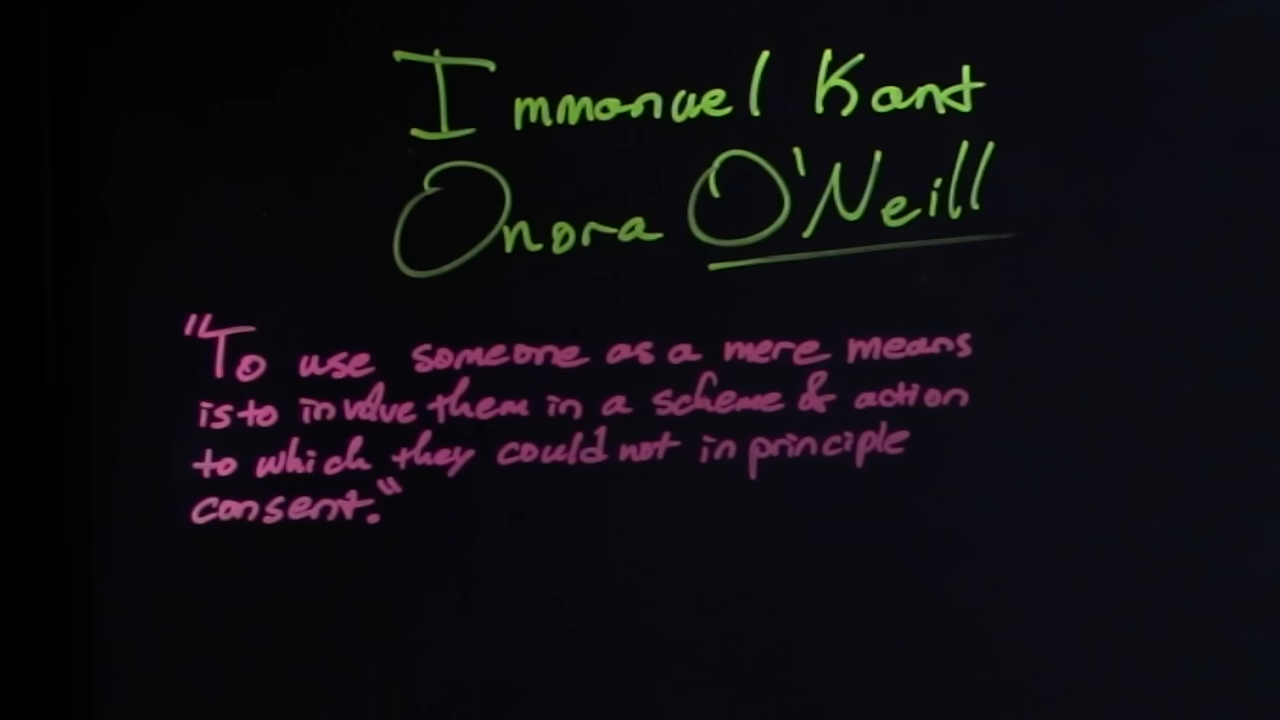 Immanuel Kant
Onora O'Neill
"To use someone as a mere means
is to involve them in a scheme of action
to which they could not in principle
consent."